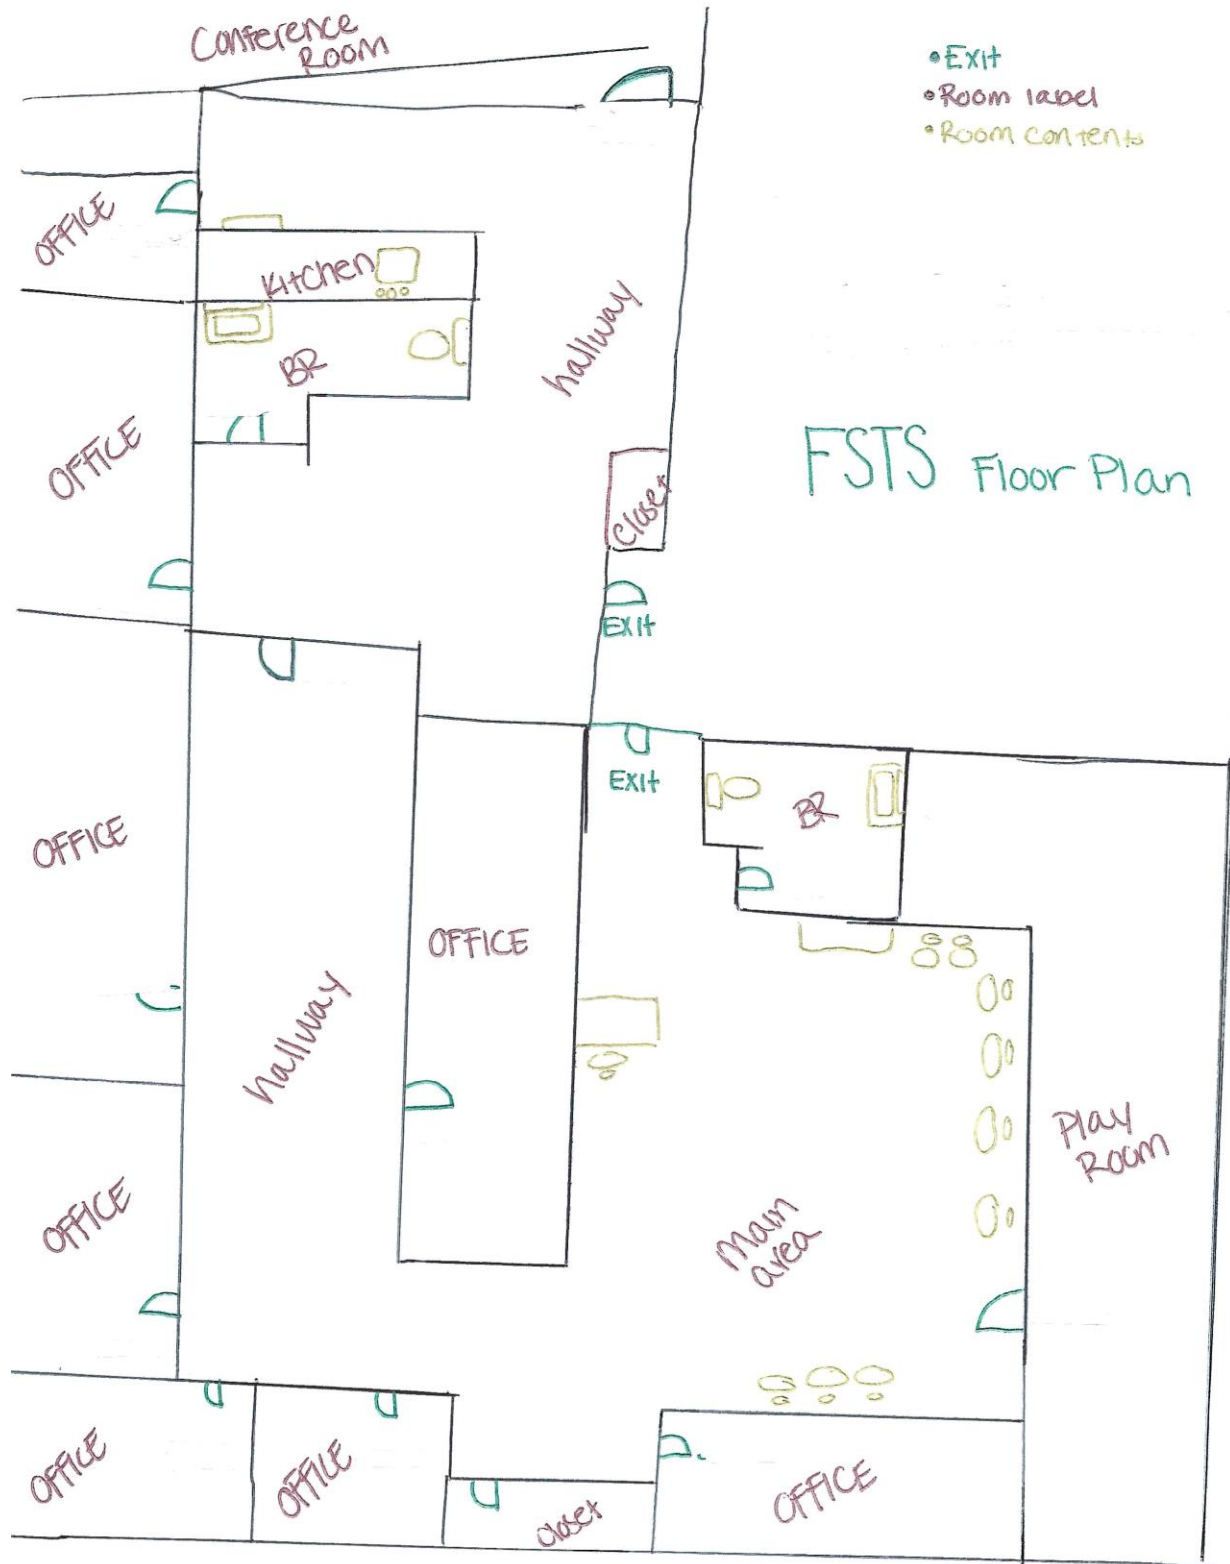 Conference
Room
•Exit
•Room label
•Room contents
OFFICE
Kitchen
BR
hallway
OFFICE
FSTS Floor Plan
Closet
Exit
Exit
BR
OFFICE
OFFICE
hallway
Play
Room
OFFICE
Main
area
OFFICE
OFFICE
OFFICE
Closet